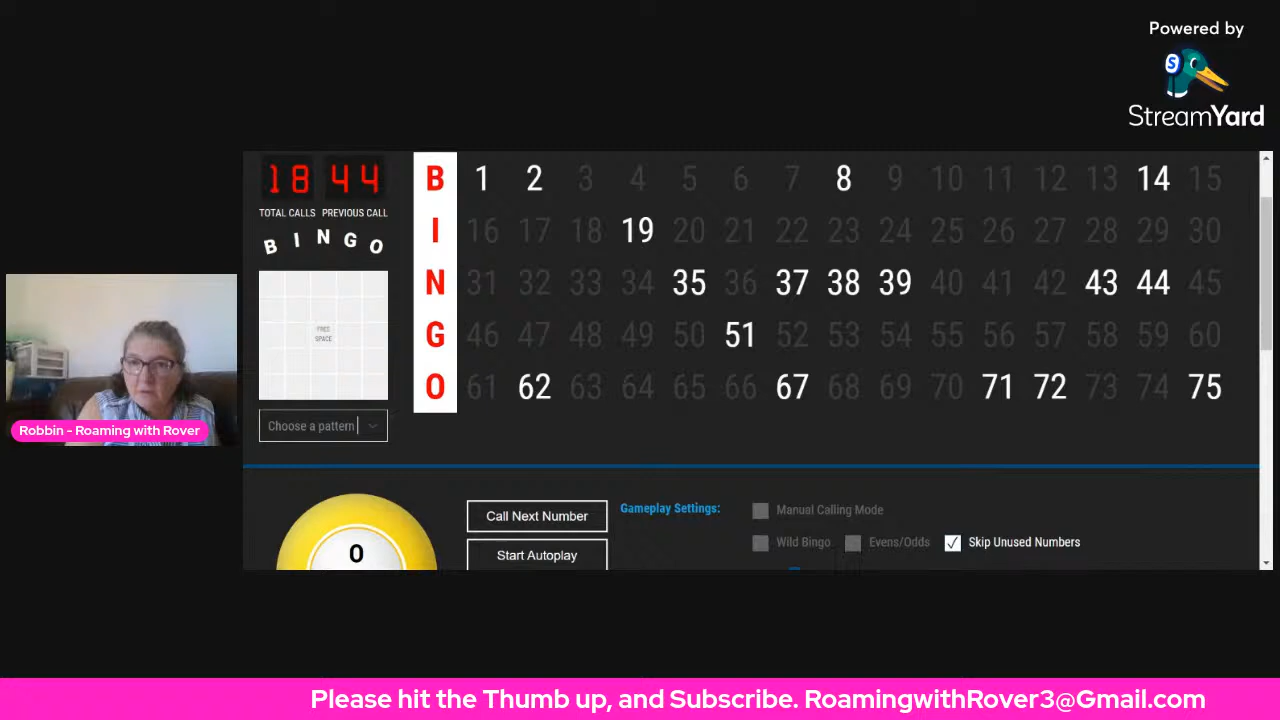 Powered by
S
StreamYard
18 44
TOTAL CALLS PREVIOUS CALL
B I N G O
FREE
SPACE
Choose a pattern
B 1 2 3 4 5 6 7 8 9 10 11 12 13 14 15
I 16 17 18 19 20 21 22 23 24 25 26 27 28 29 30
N 31 32 33 34 35 36 37 38 39 40 41 42 43 44 45
G 46 47 48 49 50 51 52 53 54 55 56 57 58 59 60
O 61 62 63 64 65 66 67 68 69 70 71 72 73 74 75
Robbin - Roaming with Rover
0
Call Next Number
Start Autoplay
Gameplay Settings:
Manual Calling Mode
Wild Bingo Evens/Odds Skip Unused Numbers
Please hit the Thumb up, and Subscribe. RoamingwithRover3@Gmail.com